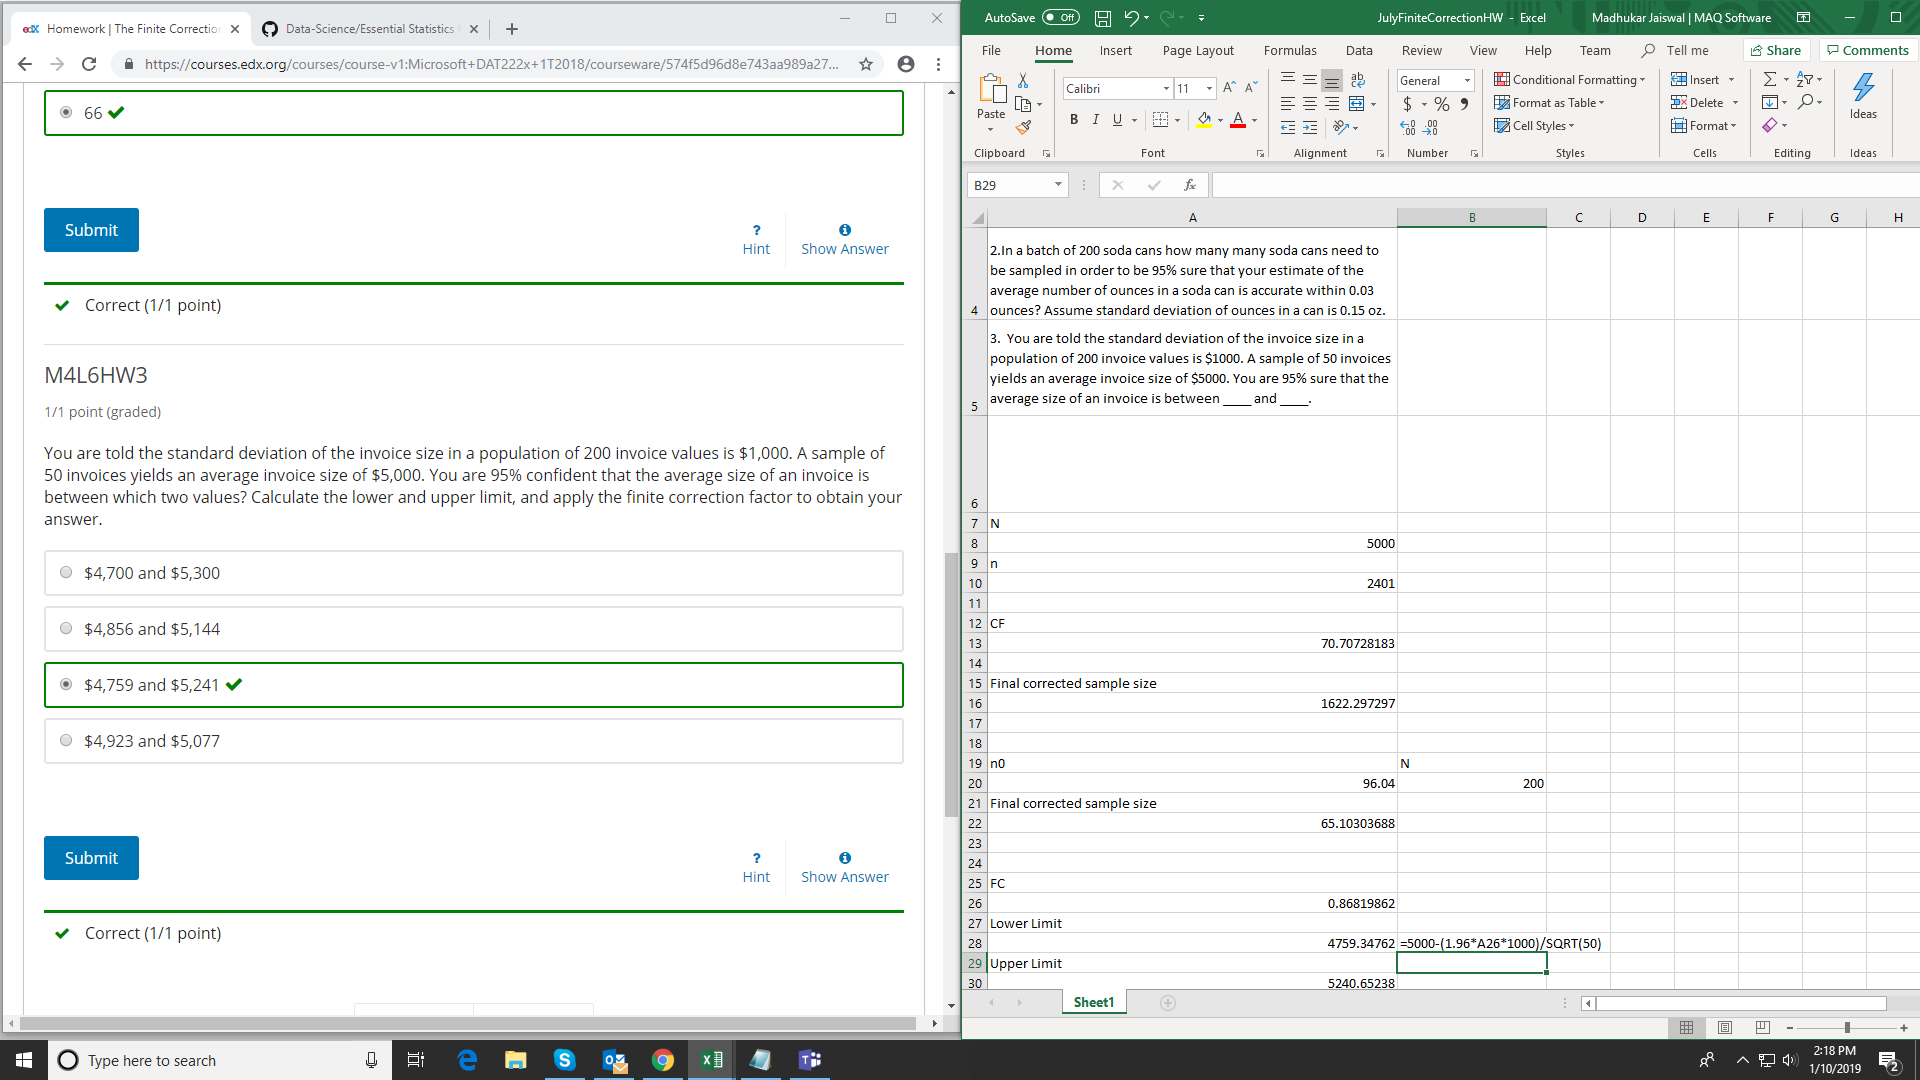 edX Homework | The Finite Correction
Data-Science/Essential Statistics
https://courses.edx.org/courses/course-v1:Microsoft+DAT222x+1T2018/courseware/574f5d96d8e743aa989a27...
66
Submit
? Hint
Show Answer
Correct (1/1 point)
M4L6HW3
1/1 point (graded)
You are told the standard deviation of the invoice size in a population of 200 invoice values is $1,000. A sample of
50 invoices yields an average invoice size of $5,000. You are 95% confident that the average size of an invoice is
between which two values? Calculate the lower and upper limit, and apply the finite correction factor to obtain your
answer.
$4,700 and $5,300
$4,856 and $5,144
$4,759 and $5,241
$4,923 and $5,077
Submit
? Hint
Show Answer
Correct (1/1 point)
AutoSave Off
JulyFiniteCorrectionHW - Excel
Madhukar Jaiswal | MAQ Software
File Home Insert Page Layout Formulas Data Review View Help Team Tell me Share Comments
Paste
Clipboard
Calibri 11
B I U
Font
ab
Alignment
General
$ % 9
Number
Conditional Formatting
Format as Table
Cell Styles
Styles
Insert
Delete
Format
Cells
Editing
Ideas
Ideas
B29
fx
A B C D E F G H
2.In a batch of 200 soda cans how many many soda cans need to
be sampled in order to be 95% sure that your estimate of the
average number of ounces in a soda can is accurate within 0.03
4 ounces? Assume standard deviation of ounces in a can is 0.15 oz.
3. You are told the standard deviation of the invoice size in a
population of 200 invoice values is $1000. A sample of 50 invoices
yields an average invoice size of $5000. You are 95% sure that the
5 average size of an invoice is between ____ and ____.
6
7 N
8 5000
9 n
10 2401
11
12 CF
13 70.70728183
14
15 Final corrected sample size
16 1622.297297
17
18
19 n0 N
20 96.04 200
21 Final corrected sample size
22 65.10303688
23
24
25 FC
26 0.86819862
27 Lower Limit
28 4759.34762 =5000-(1.96*A26*1000)/SQRT(50)
29 Upper Limit
30 5240.65238
Sheet1
Type here to search
2:18 PM
1/10/2019
2